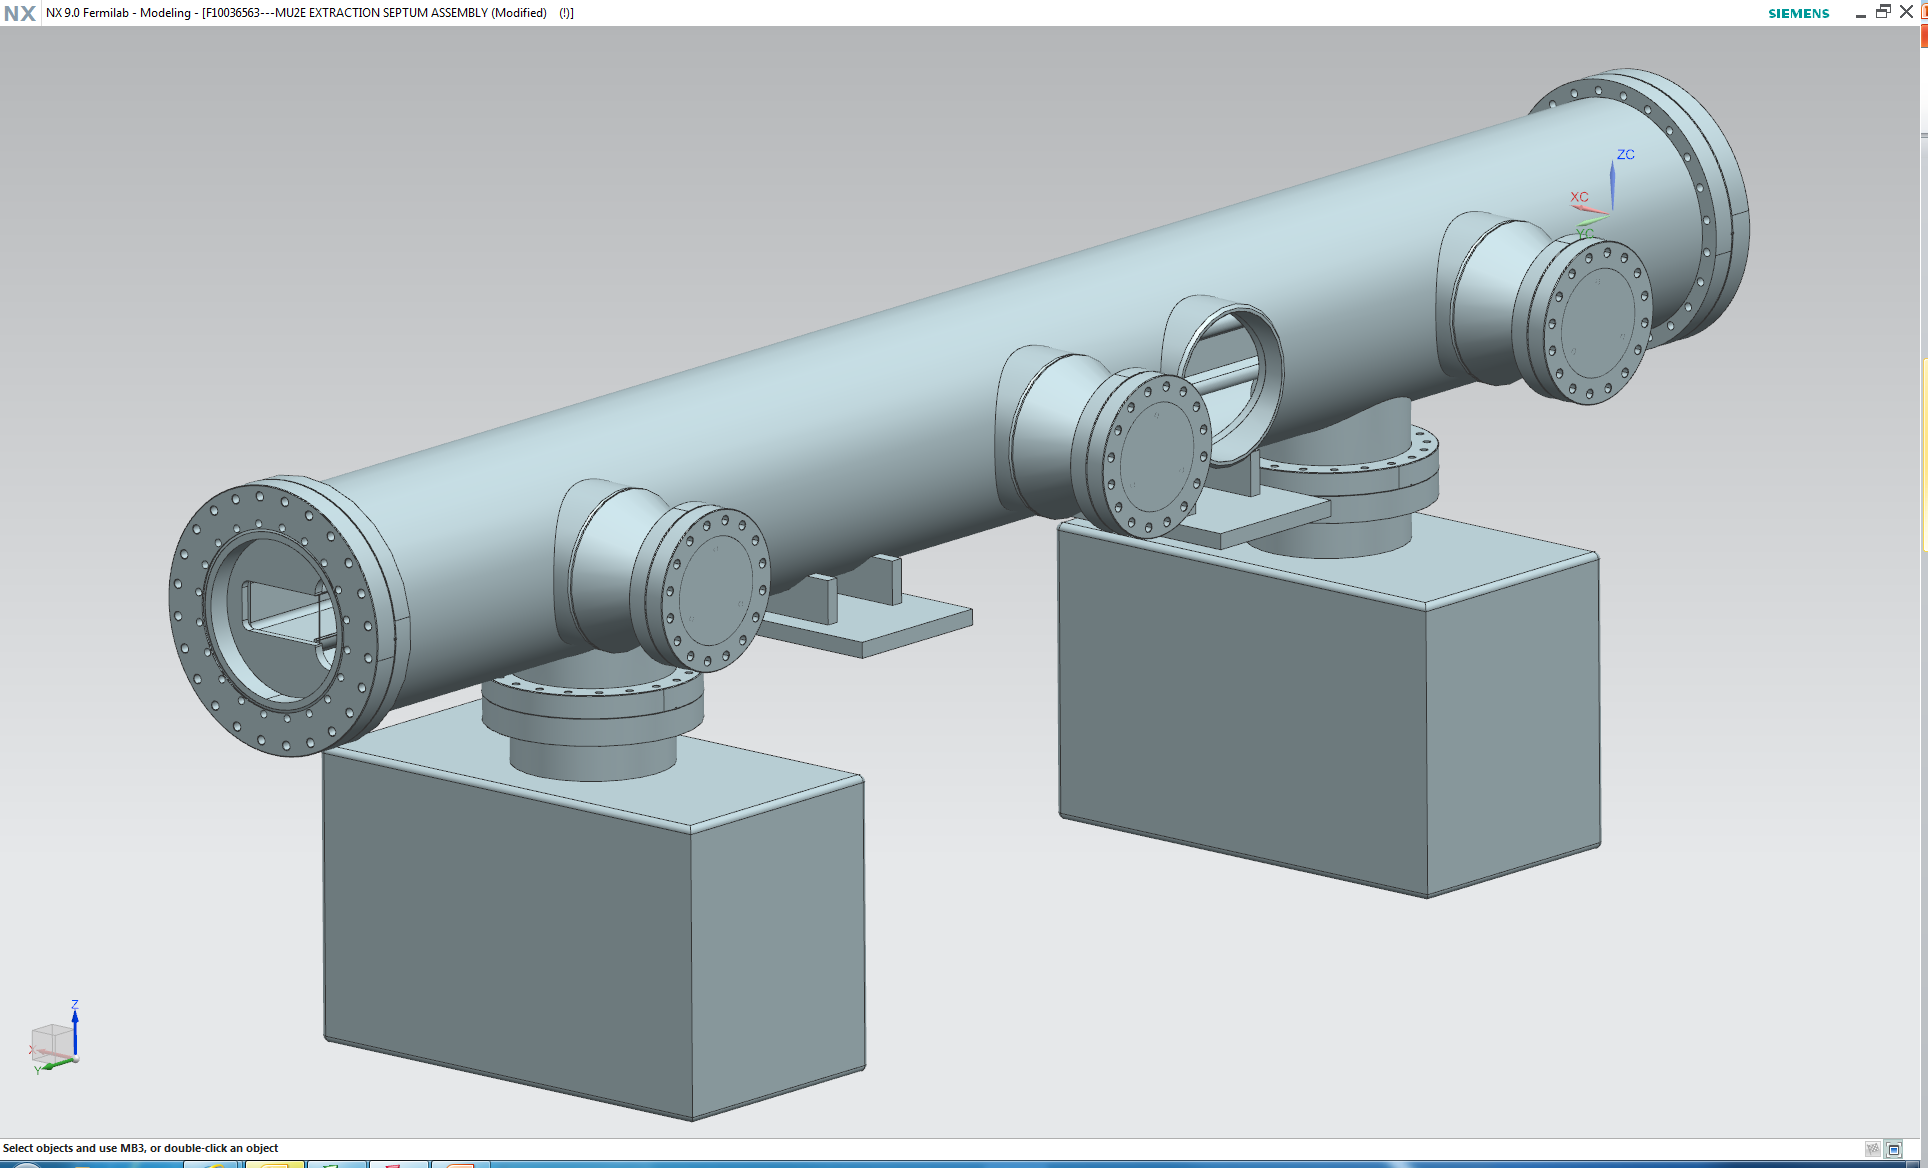 NX NX 9.0 Fermilab - Modeling - [F10036563---MU2E EXTRACTION SEPTUM ASSEMBLY (Modified) (!)] SIEMENS
ZC
XC
YC
Z
X
Y
Select objects and use MB3, or double-click an object